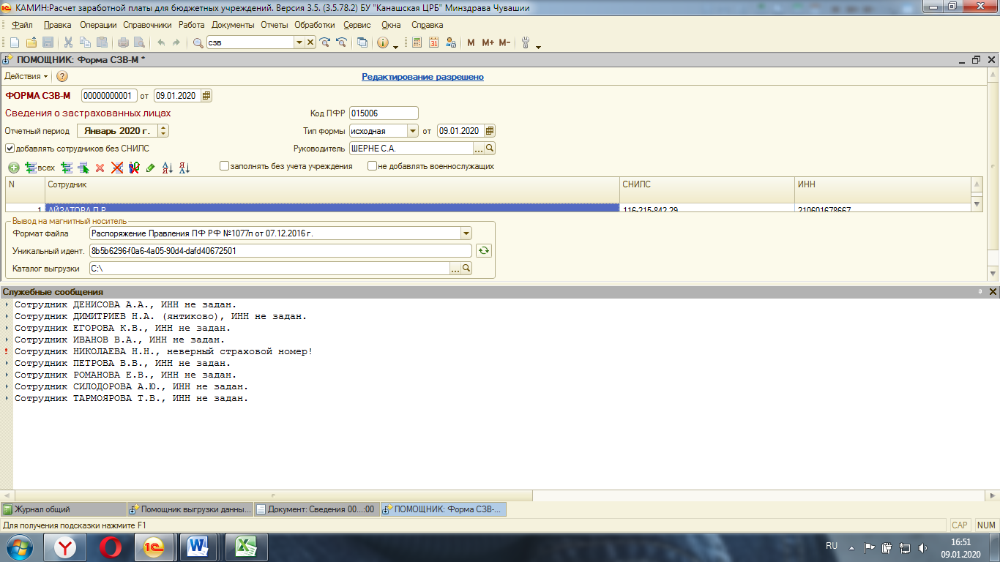 КАМИН:Расчет заработной платы для бюджетных учреждений. Версия 3.5. (3.5.78.2) БУ "Канашская ЦРБ" Минздрава Чувашии
Файл Правка Операции Справочники Работа Документы Отчеты Обработки Сервис Окна Справка
сзв М М+ М-
ПОМОЩНИК: Форма СЗВ-М *
Действия Редактирование разрешено
ФОРМА СЗВ-М 00000000001 от 09.01.2020
Сведения о застрахованных лицах Код ПФР 015006
Отчетный период Январь 2020 г. Тип формы исходная от 09.01.2020
добавлять сотрудников без СНИЛС Руководитель ШЕРНЕ С.А.
всех заполнять без учета учреждения не добавлять военнослужащих
N Сотрудник СНИЛС ИНН
1 АЙЗАТОВА Л.Р. 116-215-842 29 210601678667
Вывод на магнитный носитель
Формат файла Распоряжение Правления ПФ РФ №1077п от 07.12.2016 г.
Уникальный идент. 8b5b6296-f0a6-4a05-90d4-dafd40672501
Каталог выгрузки C:\
Служебные сообщения
Сотрудник ДЕНИСОВА А.А., ИНН не задан.
Сотрудник ДИМИТРИЕВ Н.А. (янтиково), ИНН не задан.
Сотрудник ЕГОРОВА К.В., ИНН не задан.
Сотрудник ИВАНОВ В.А., ИНН не задан.
Сотрудник НИКОЛАЕВА Н.Н., неверный страховой номер!
Сотрудник ПЕТРОВА В.В., ИНН не задан.
Сотрудник РОМАНОВА Е.В., ИНН не задан.
Сотрудник СИЛОДОРОВА А.Ю., ИНН не задан.
Сотрудник ТАРМОЯРОВА Т.В., ИНН не задан.
Журнал общий Помощник выгрузки данны... Документ: Сведения 00...:00 ПОМОЩНИК: Форма СЗВ-...
Для получения подсказки нажмите F1 CAP NUM
RU 16:51
09.01.2020